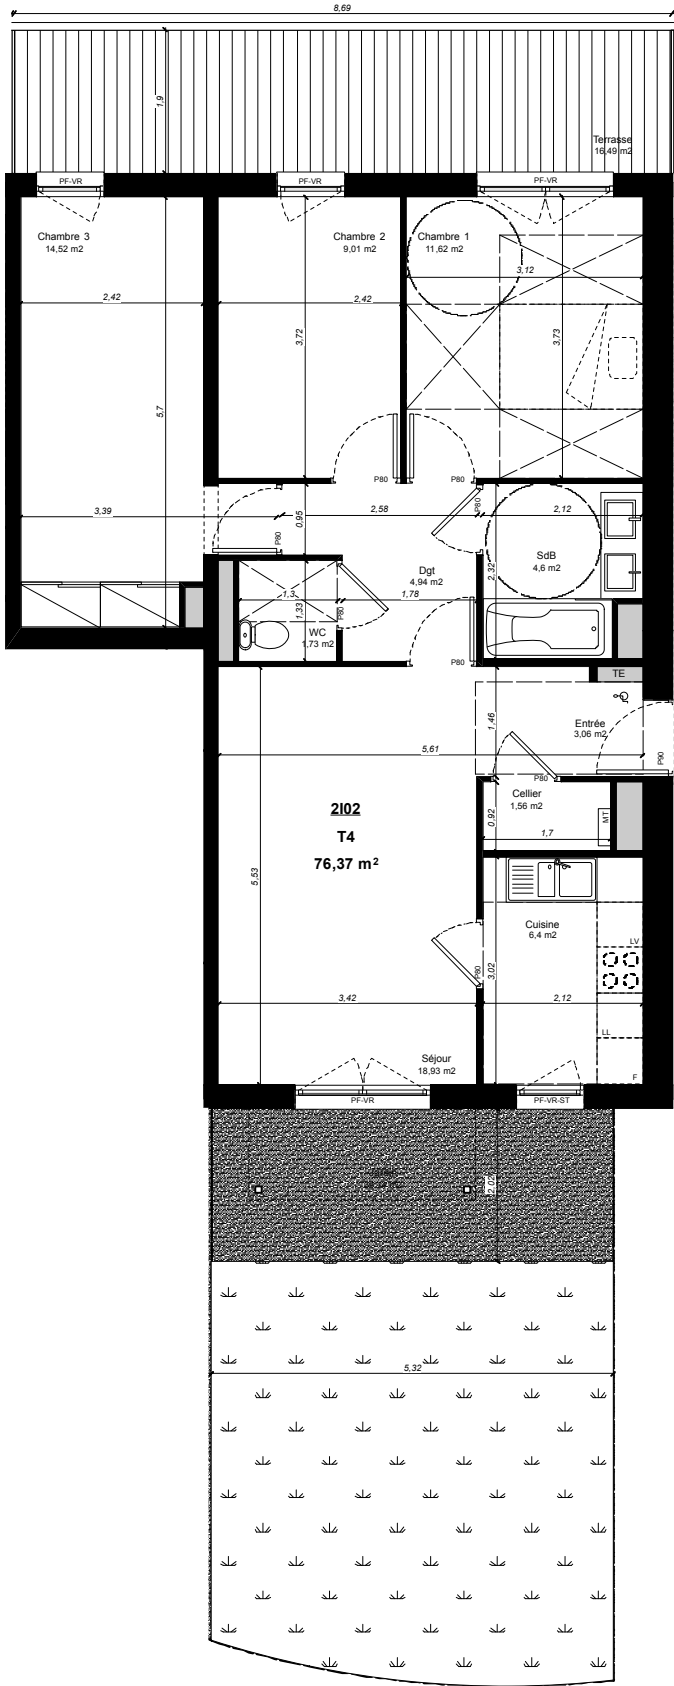 8,69
1,9
Terrasse
16,49 m2
PF-VR
PF-VR
PF-VR
Chambre 3
14,52 m2
Chambre 2
9,01 m2
Chambre 1
11,62 m2
3,12
2,42
2,42
3,72
3,73
5,7
P80
P80
3,39
P80
0,95
2,58
P80
2,12
SdB
4,6 m2
2,32
Dgt
4,94 m2
1,78
1,3
1,33
P80
WC
1,73 m2
P80
TE
1,46
Entrée
3,06 m2
5,61
P90
P80
Cellier
1,56 m2
0,92
MT
1,7
2I02
T4
76,37 m²
5,53
Cuisine
6,4 m2
LV
P80
3,02
3,42
2,12
LL
Séjour
18,93 m2
F
PF-VR
PF-VR-ST
2,02
5,32